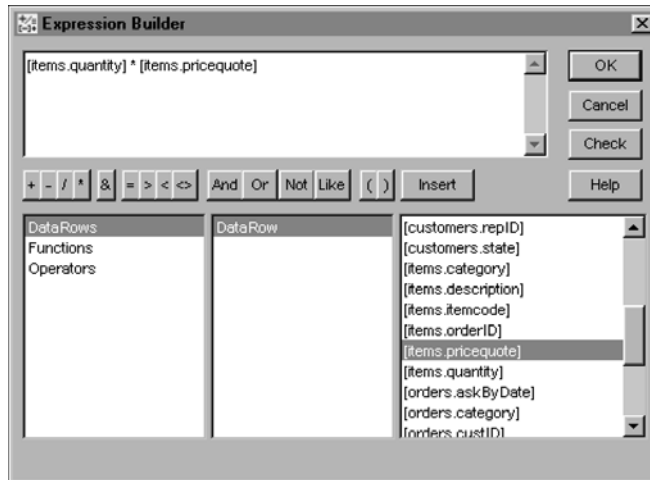 Expression Builder
[items.quantity] * [items.pricequote]
OK
Cancel
Check
+ - / * & = > < <> And Or Not Like ( ) Insert Help
DataRows
Functions
Operators
DataRow
[customers.repID]
[customers.state]
[items.category]
[items.description]
[items.itemcode]
[items.orderID]
[items.pricequote]
[items.quantity]
[orders.askByDate]
[orders.category]
[orders.custID]